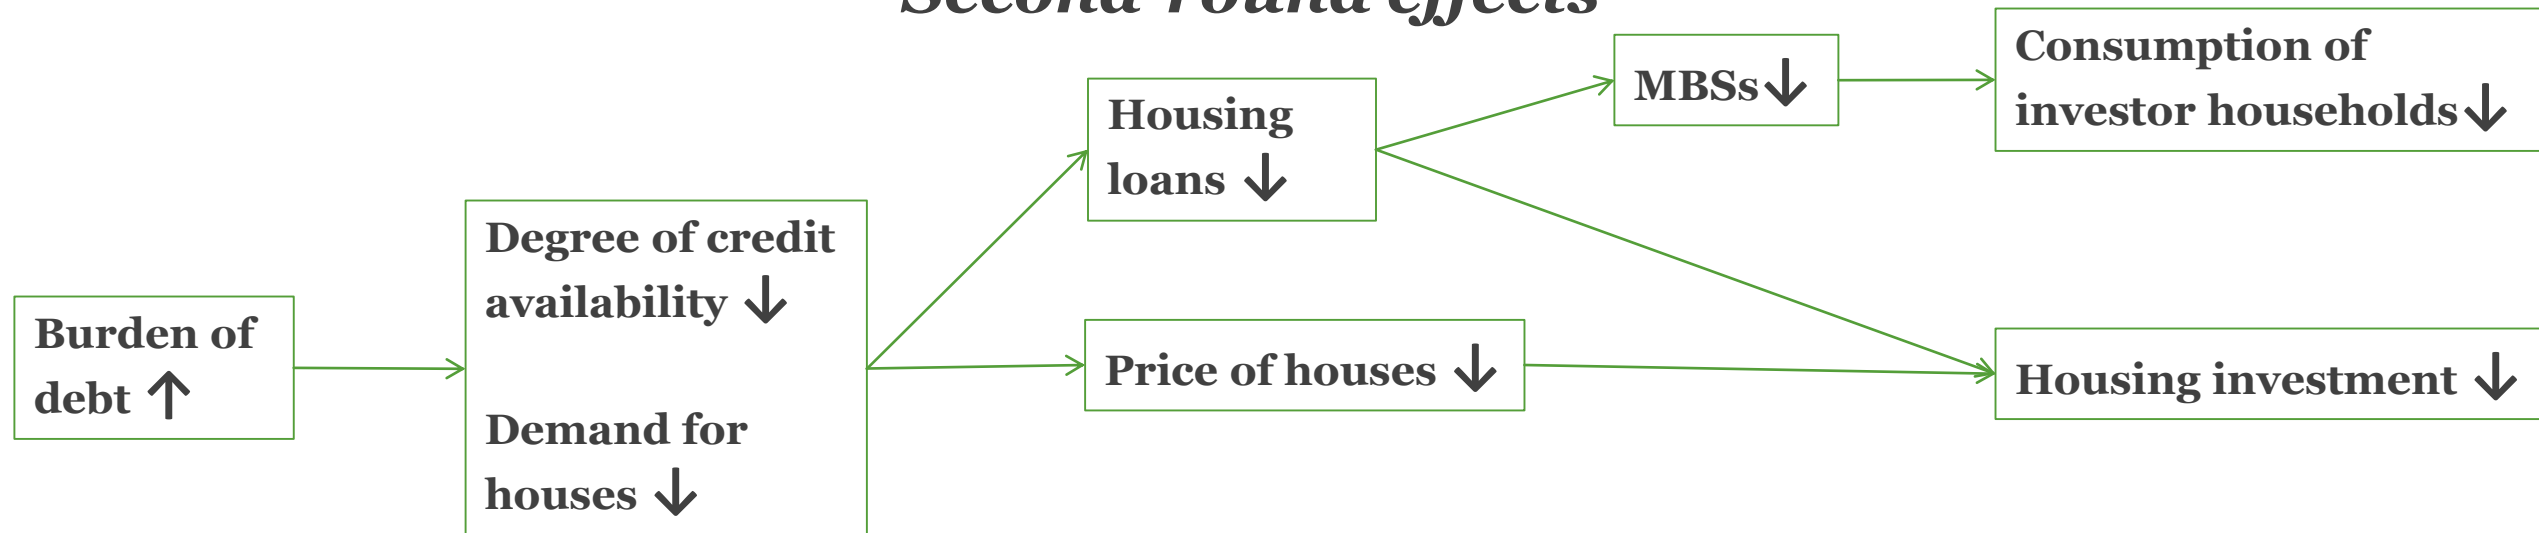 Second-round effects
Consumption of
investor households ↓
MBSs ↓
Housing
loans ↓
Degree of credit
availability ↓
Burden of
debt ↑
Price of houses ↓
Housing investment ↓
Demand for
houses ↓